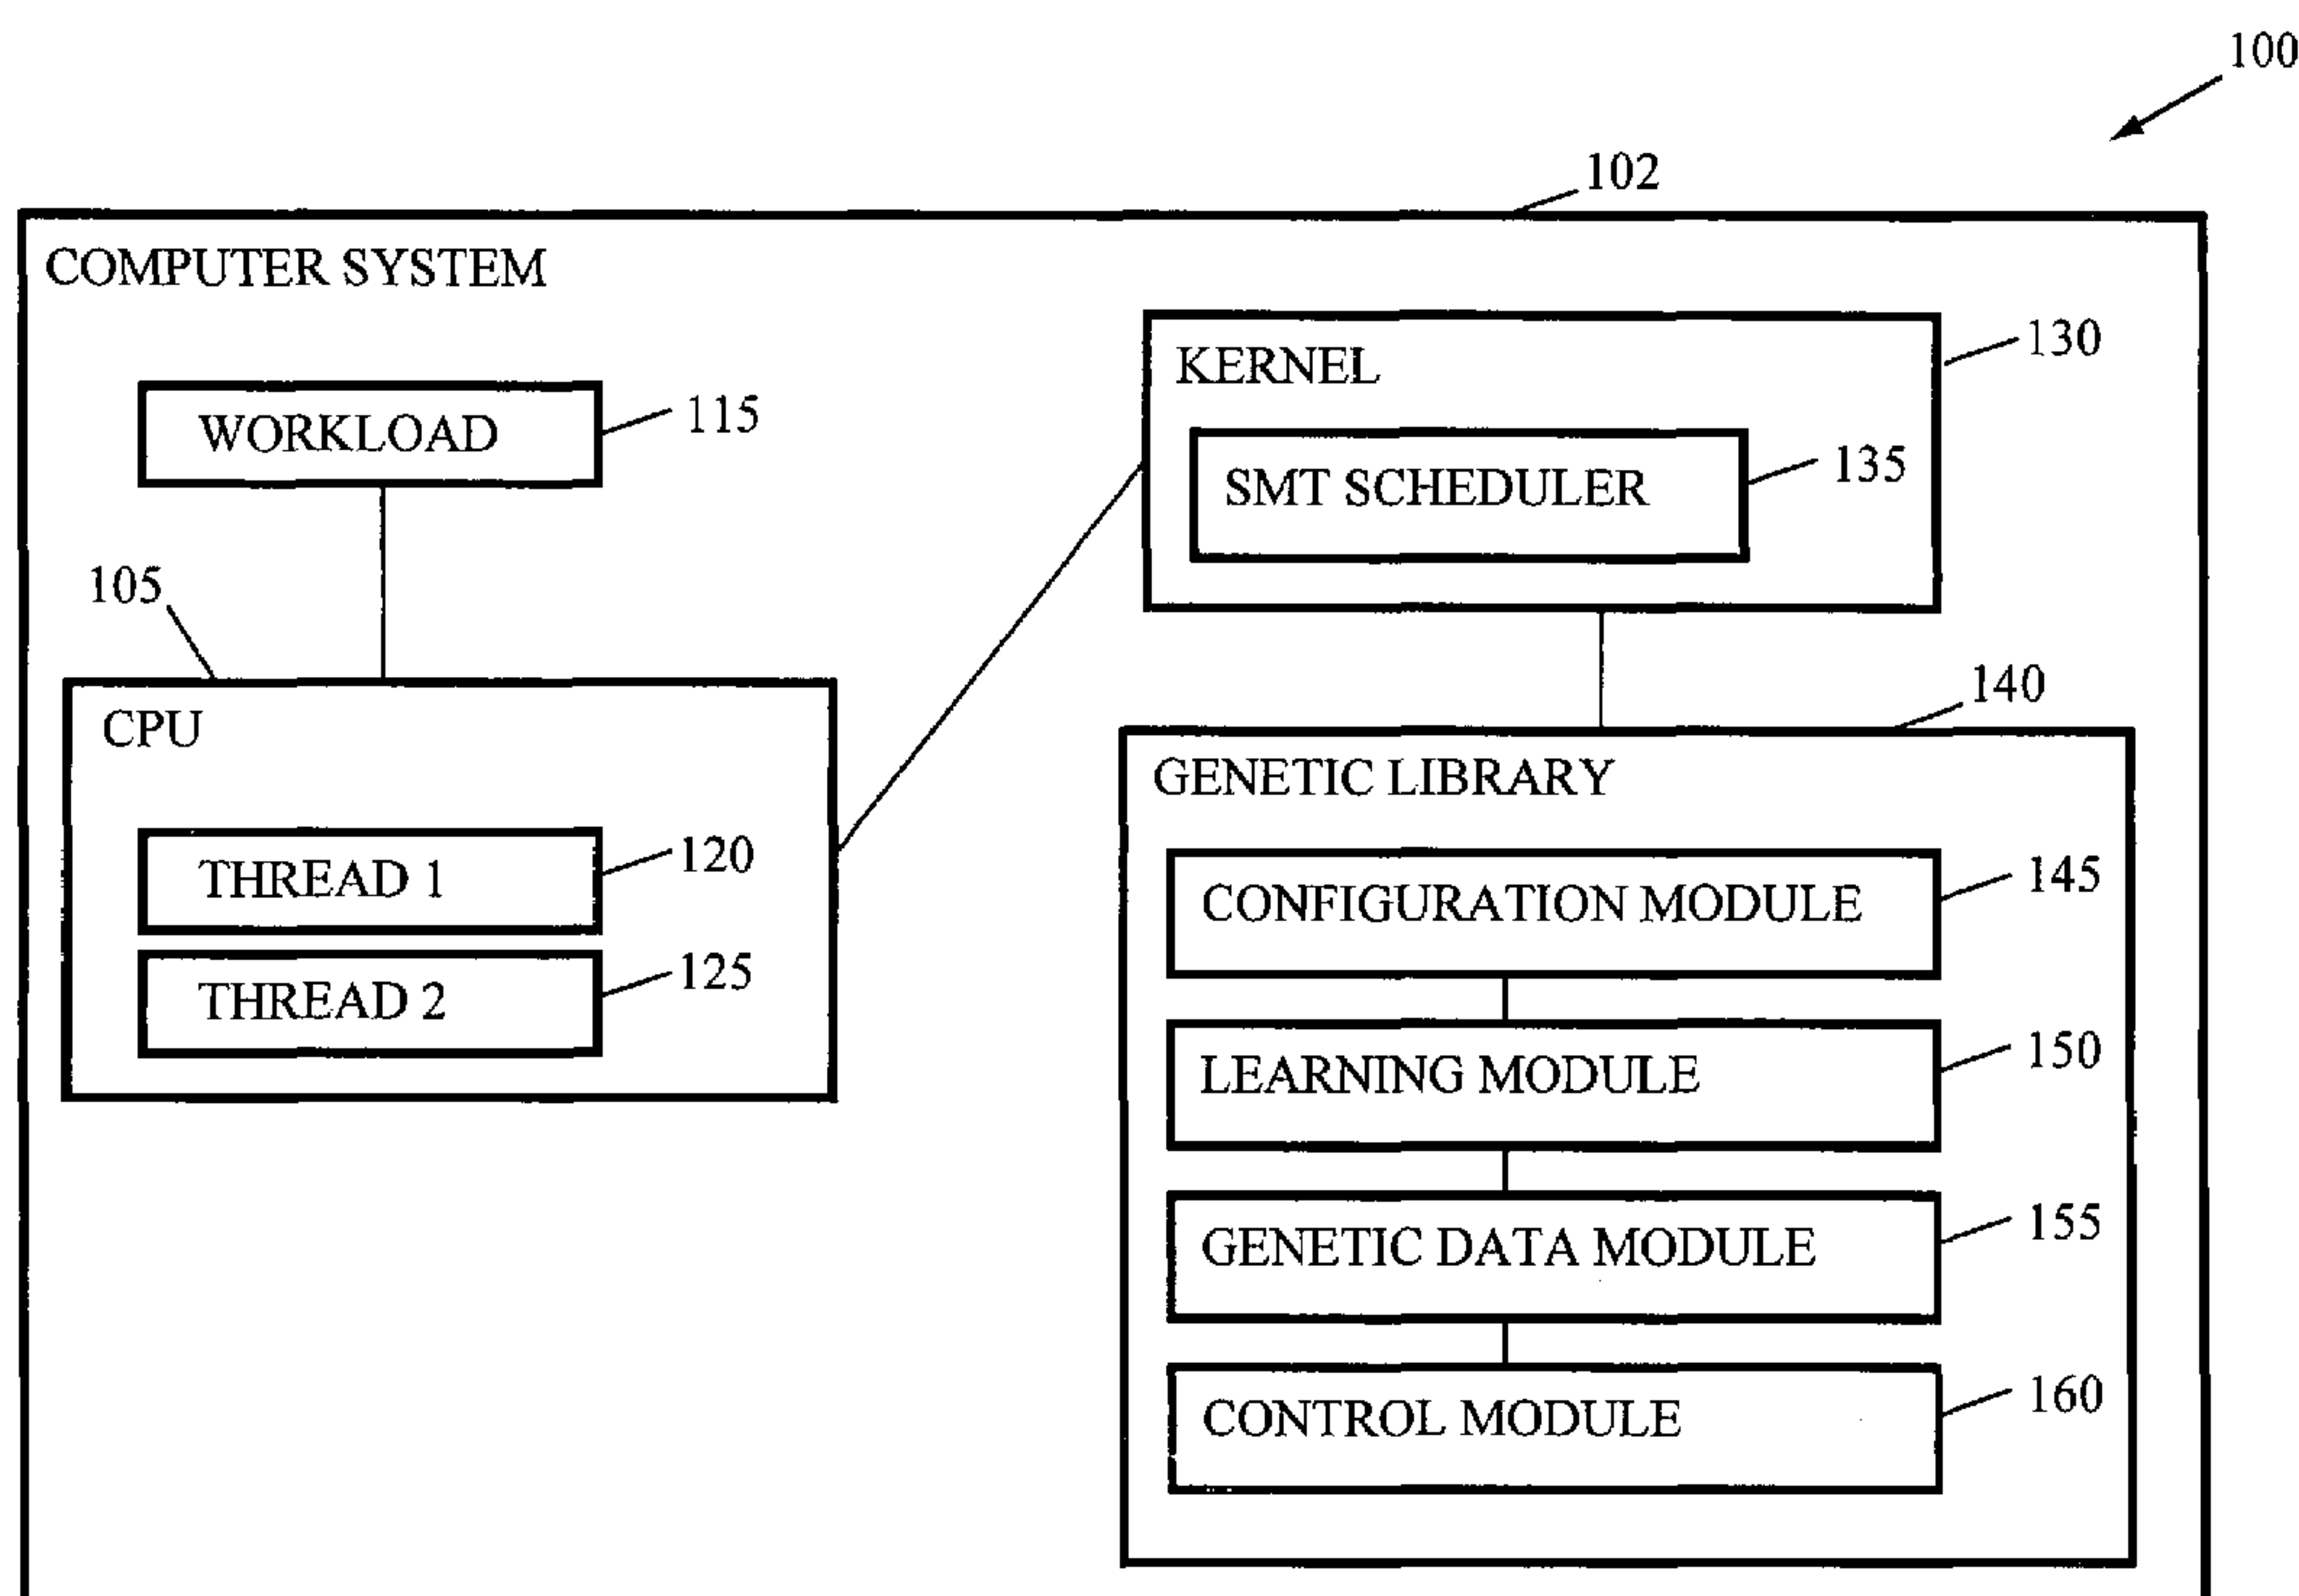 100
102
COMPUTER SYSTEM
KERNEL
130
WORKLOAD
115
SMT SCHEDULER
135
105
CPU
140
GENETIC LIBRARY
THREAD 1
120
CONFIGURATION MODULE
145
THREAD 2
125
LEARNING MODULE
150
GENETIC DATA MODULE
155
CONTROL MODULE
160